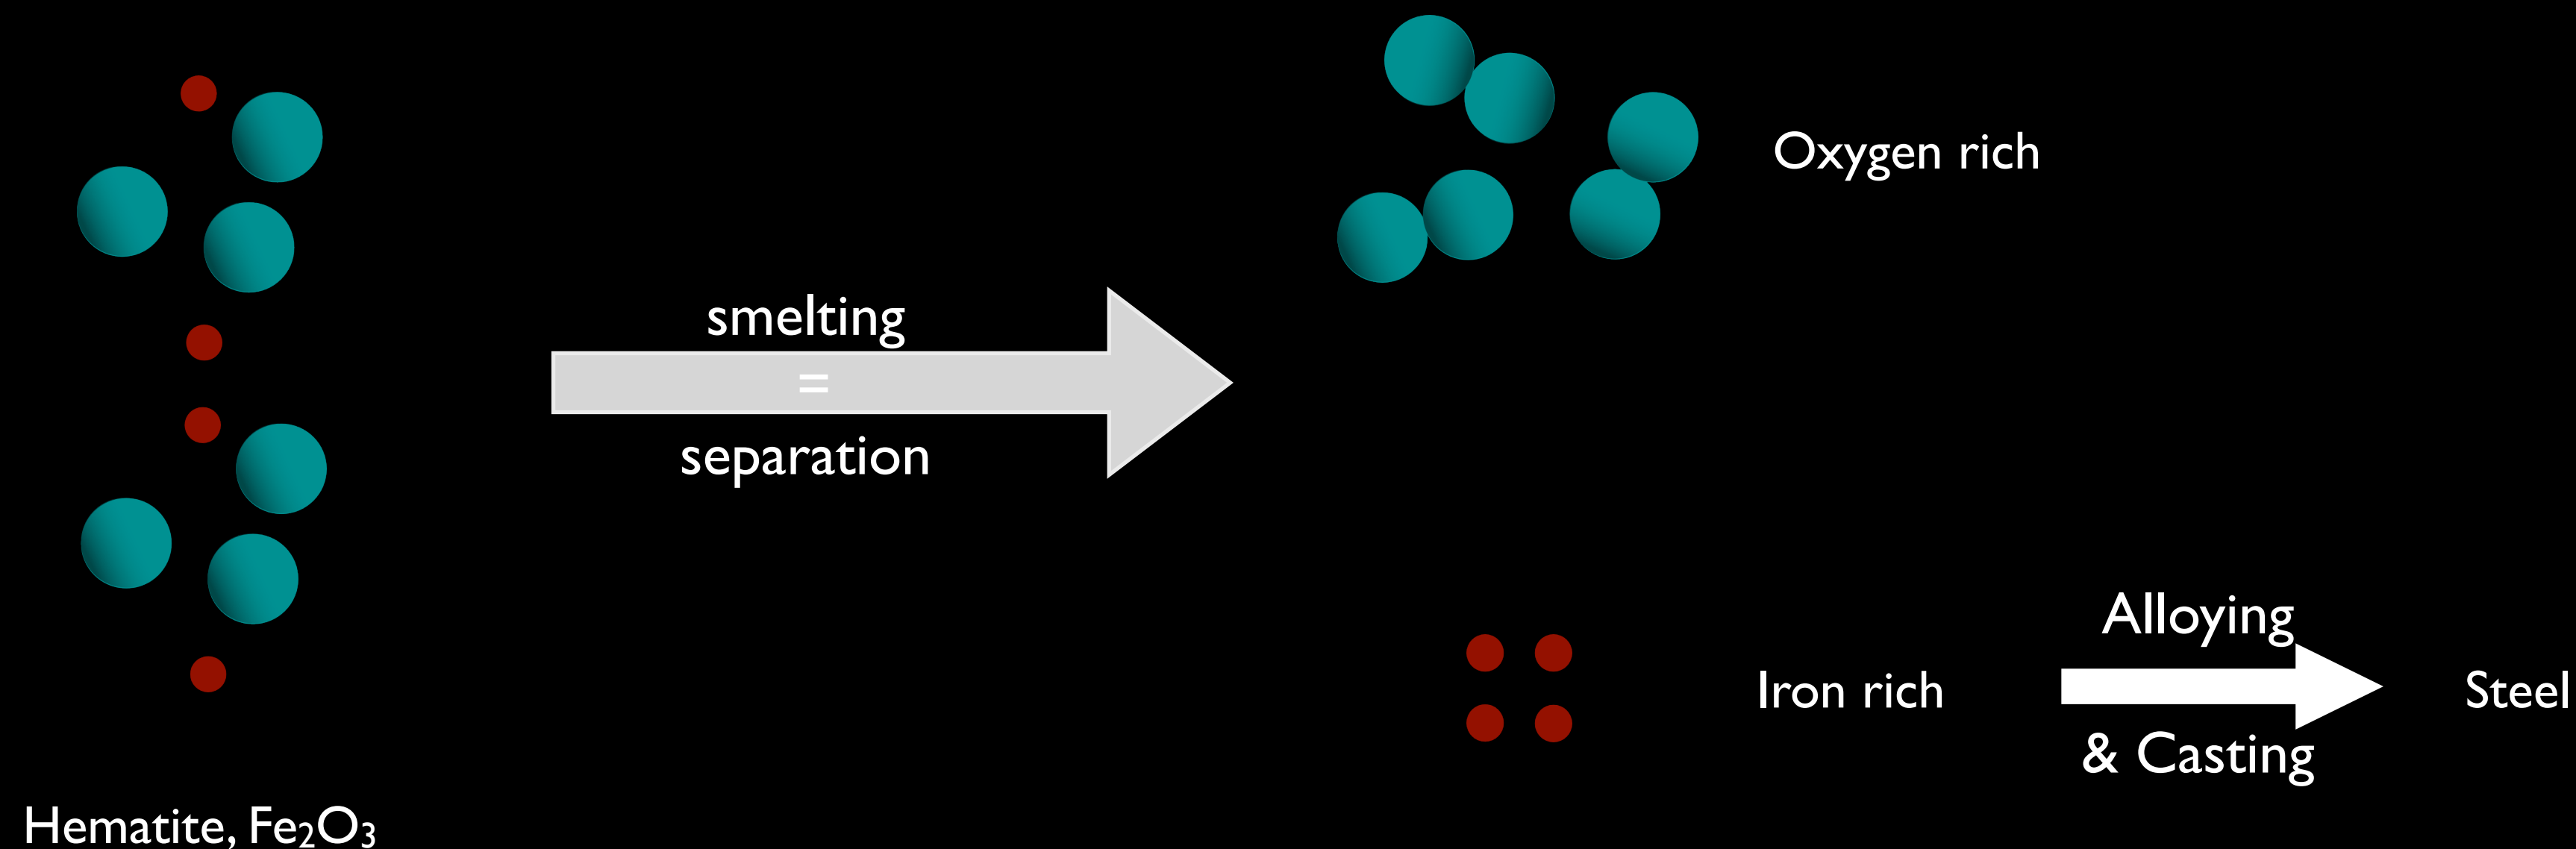 Oxygen rich
smelting
=
separation
Alloying
Iron rich
Steel
& Casting
Hematite, Fe₂O₃